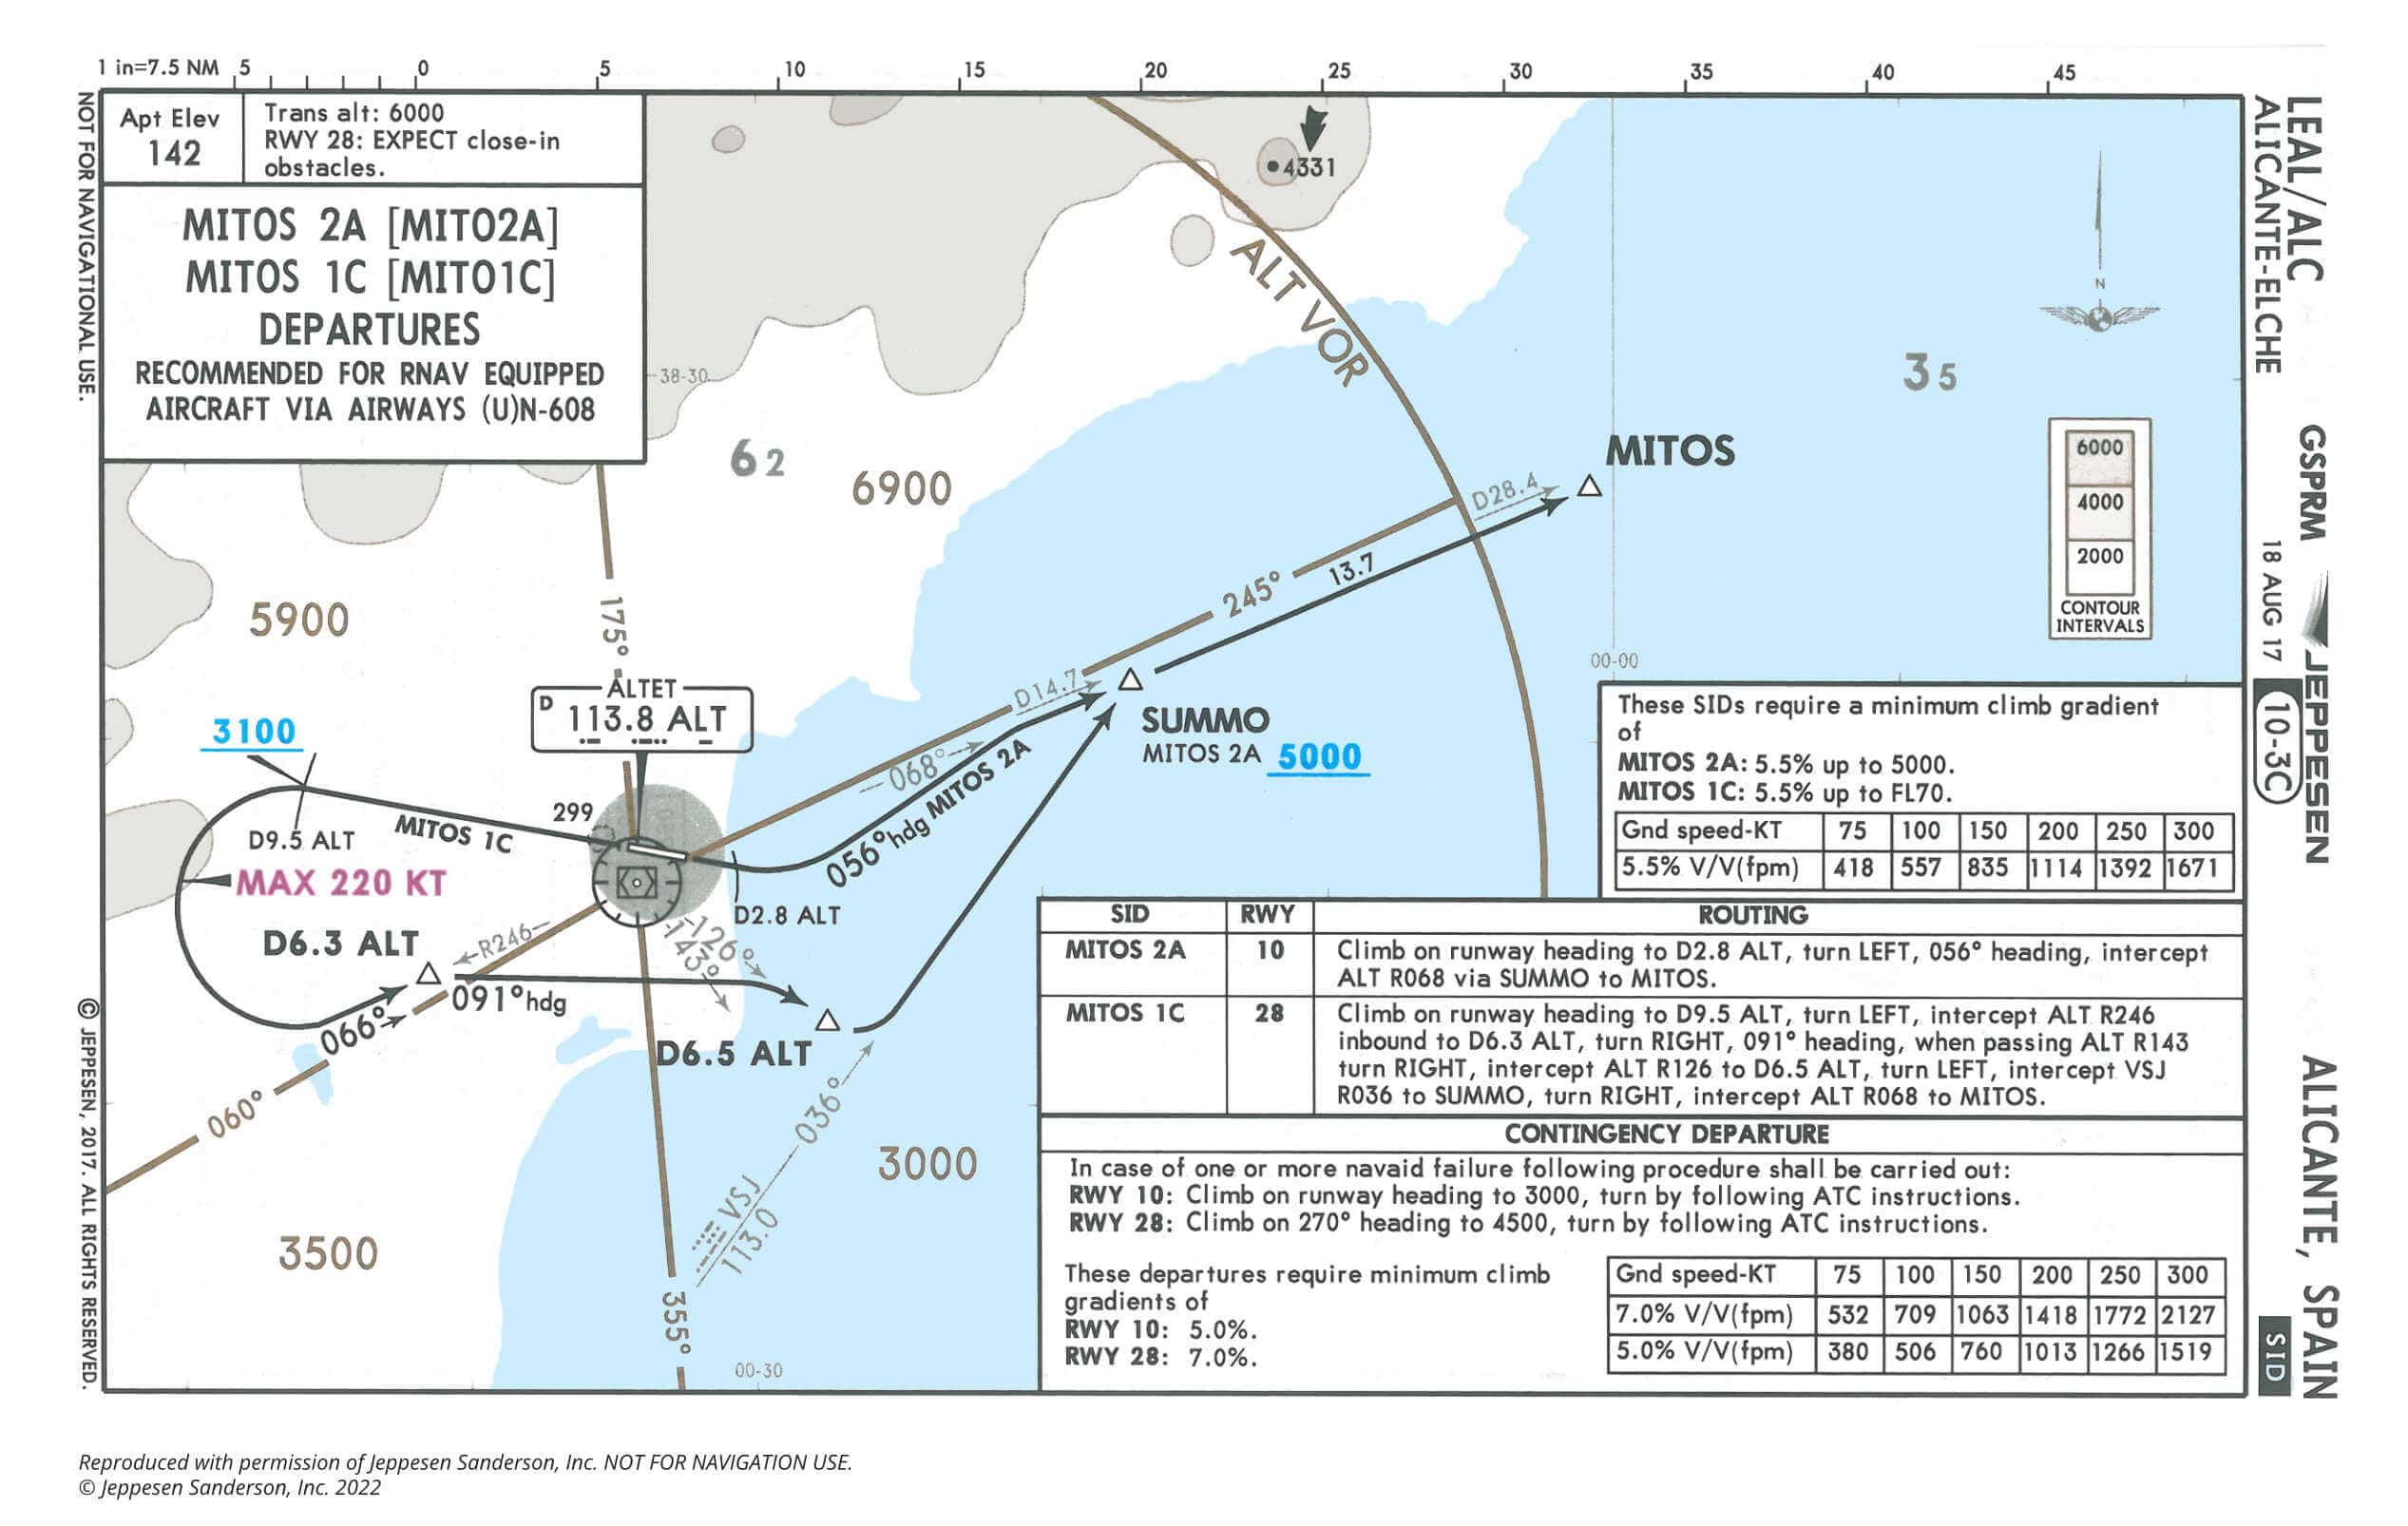 1 in=7.5 NM 5 0 5 10 15 20 25 30 35 40 45
NOT FOR NAVIGATIONAL USE.
Apt Elev
142
Trans alt: 6000
RWY 28: EXPECT close-in
obstacles.
MITOS 2A [MITO2A]
MITOS 1C [MITO1C]
DEPARTURES
RECOMMENDED FOR RNAV EQUIPPED
AIRCRAFT VIA AIRWAYS (U)N-608
4331
ALT VOR
N
35
38-30
62
6900
MITOS
D28.4
6000
4000
2000
CONTOUR
INTERVALS
5900
175°
245°
13.7
00-00
ALTET
D 113.8 ALT
D14.7
SUMMO
MITOS 2A 5000
068°
MITOS 2A
056°hdg
3100
299
MITOS 1C
D9.5 ALT
MAX 220 KT
D2.8 ALT
D6.3 ALT
R246
126°
143°
091°hdg
066°
D6.5 ALT
060°
036°
VSJ
113.0
3000
3500
355°
00-30
These SIDs require a minimum climb gradient
of
MITOS 2A: 5.5% up to 5000.
MITOS 1C: 5.5% up to FL70.
Gnd speed-KT 75 100 150 200 250 300
5.5% V/V(fpm) 418 557 835 1114 1392 1671
SID RWY ROUTING
MITOS 2A 10 Climb on runway heading to D2.8 ALT, turn LEFT, 056° heading, intercept
ALT R068 via SUMMO to MITOS.
MITOS 1C 28 Climb on runway heading to D9.5 ALT, turn LEFT, intercept ALT R246
inbound to D6.3 ALT, turn RIGHT, 091° heading, when passing ALT R143
turn RIGHT, intercept ALT R126 to D6.5 ALT, turn LEFT, intercept VSJ
R036 to SUMMO, turn RIGHT, intercept ALT R068 to MITOS.
CONTINGENCY DEPARTURE
In case of one or more navaid failure following procedure shall be carried out:
RWY 10: Climb on runway heading to 3000, turn by following ATC instructions.
RWY 28: Climb on 270° heading to 4500, turn by following ATC instructions.
These departures require minimum climb
gradients of
RWY 10: 5.0%.
RWY 28: 7.0%.
Gnd speed-KT 75 100 150 200 250 300
7.0% V/V(fpm) 532 709 1063 1418 1772 2127
5.0% V/V(fpm) 380 506 760 1013 1266 1519
LEAL/ALC
ALICANTE-ELCHE
GSPRM
JEPPESEN
18 AUG 17
10-3C
ALICANTE, SPAIN
SID
© JEPPESEN, 2017. ALL RIGHTS RESERVED.
Reproduced with permission of Jeppesen Sanderson, Inc. NOT FOR NAVIGATION USE.
© Jeppesen Sanderson, Inc. 2022